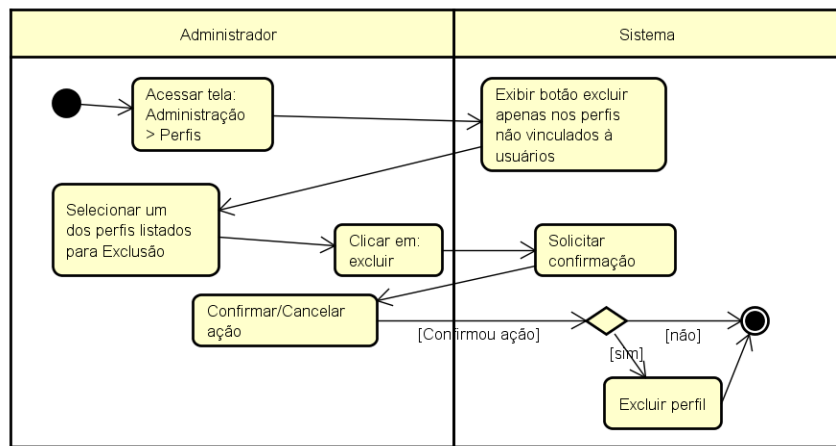 Administrador
Sistema
Acessar tela:
Administração
> Perfis
Exibir botão excluir
apenas nos perfis
não vinculados à
usuários
Selecionar um
dos perfis listados
para Exclusão
Clicar em:
excluir
Solicitar
confirmação
Confirmar/Cancelar
ação
[Confirmou ação]
[não]
[sim]
Excluir perfil